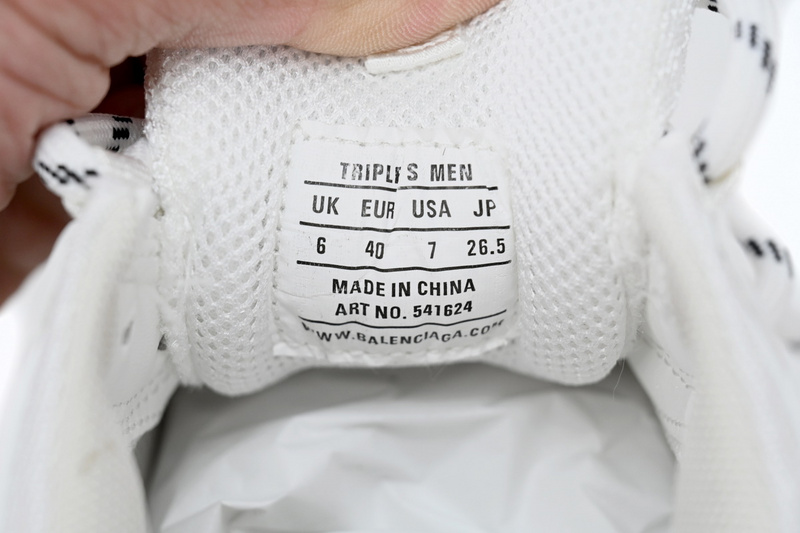 TRIPLE S MEN
UK EUR USA JP
6 40 7 26.5
MADE IN CHINA
ART NO. 541624
WWW.BALENCIAGA.COM